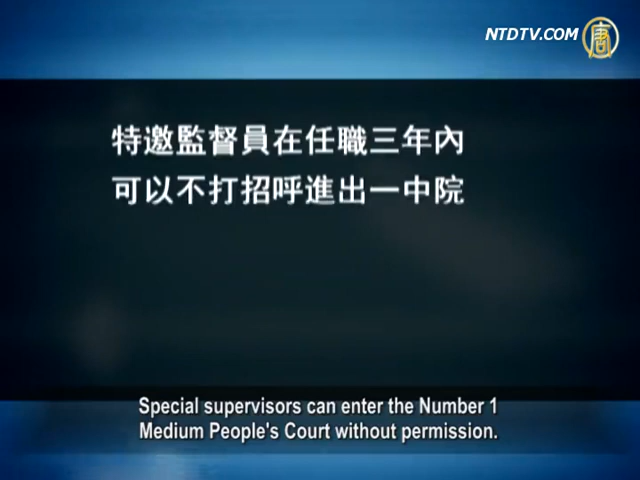 NTDTV.COM
唐
特邀監督員在任職三年內
可以不打招呼進出一中院
Special supervisors can enter the Number 1
Medium People's Court without permission.